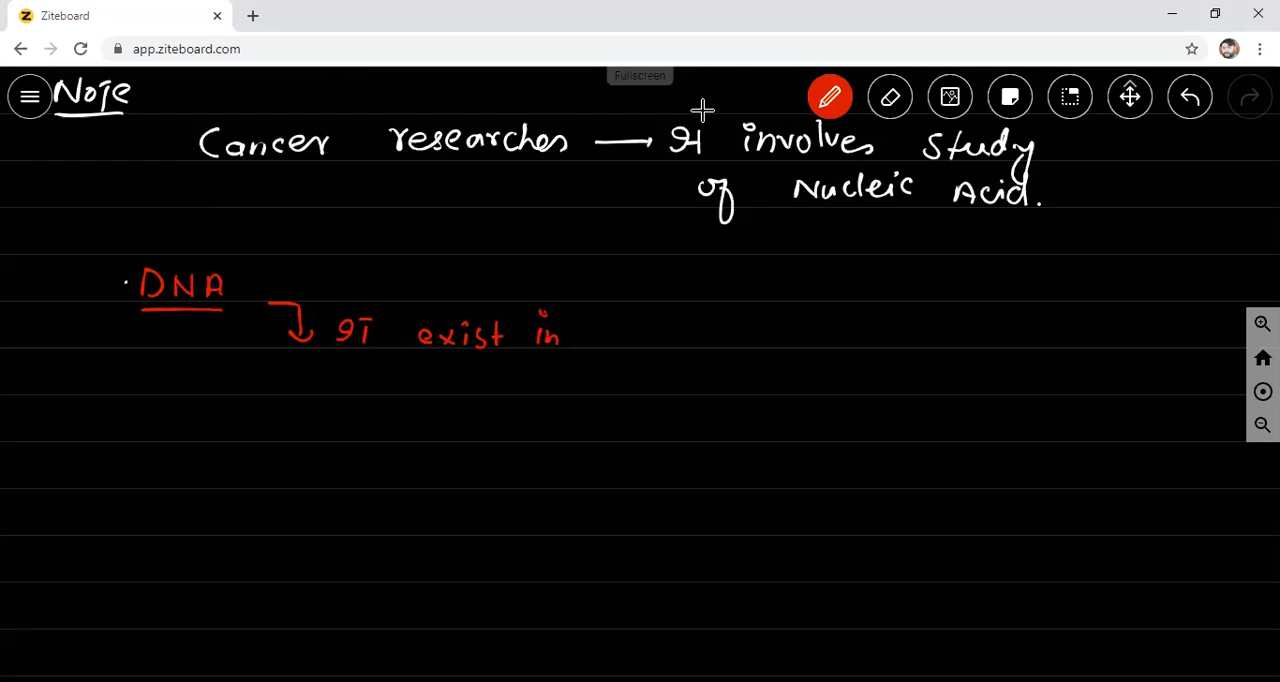 Ziteboard
app.ziteboard.com
Fullscreen
Note
Cancer researches → It involves study
of Nucleic Acid.
DNA
It exist in